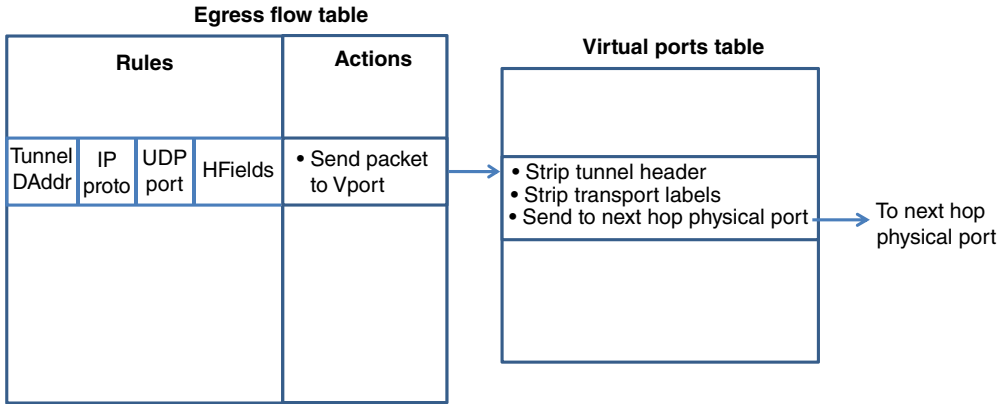 Egress flow table
Rules
Actions
Tunnel
DAddr
IP
proto
UDP
port
HFields
• Send packet
to Vport
Virtual ports table
• Strip tunnel header
• Strip transport labels
• Send to next hop physical port
To next hop
physical port